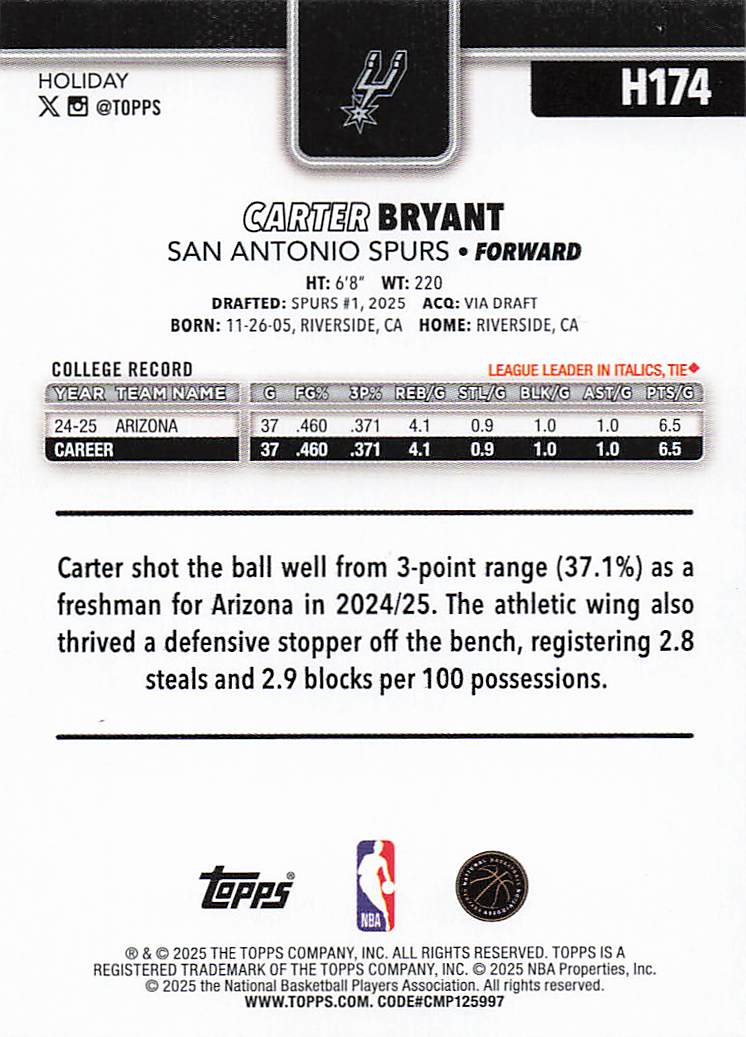 HOLIDAY
H174
@TOPPS
CARTER BRYANT
SAN ANTONIO SPURS • FORWARD
HT: 6'8" WT: 220
DRAFTED: SPURS #1, 2025 ACQ: VIA DRAFT
BORN: 11-26-05, RIVERSIDE, CA HOME: RIVERSIDE, CA
COLLEGE RECORD LEAGUE LEADER IN ITALICS, TIE◆
YEAR TEAM NAME G FG% 3P% REB/G STL/G BLK/G AST/G PTS/G
24-25 ARIZONA 37 .460 .371 4.1 0.9 1.0 1.0 6.5
CAREER 37 .460 .371 4.1 0.9 1.0 1.0 6.5
Carter shot the ball well from 3-point range (37.1%) as a
freshman for Arizona in 2024/25. The athletic wing also
thrived a defensive stopper off the bench, registering 2.8
steals and 2.9 blocks per 100 possessions.
topps®
NBA
® & © 2025 THE TOPPS COMPANY, INC. ALL RIGHTS RESERVED. TOPPS IS A
REGISTERED TRADEMARK OF THE TOPPS COMPANY, INC. © 2025 NBA Properties, Inc.
© 2025 the National Basketball Players Association. All rights reserved.
WWW.TOPPS.COM. CODE#CMP125997